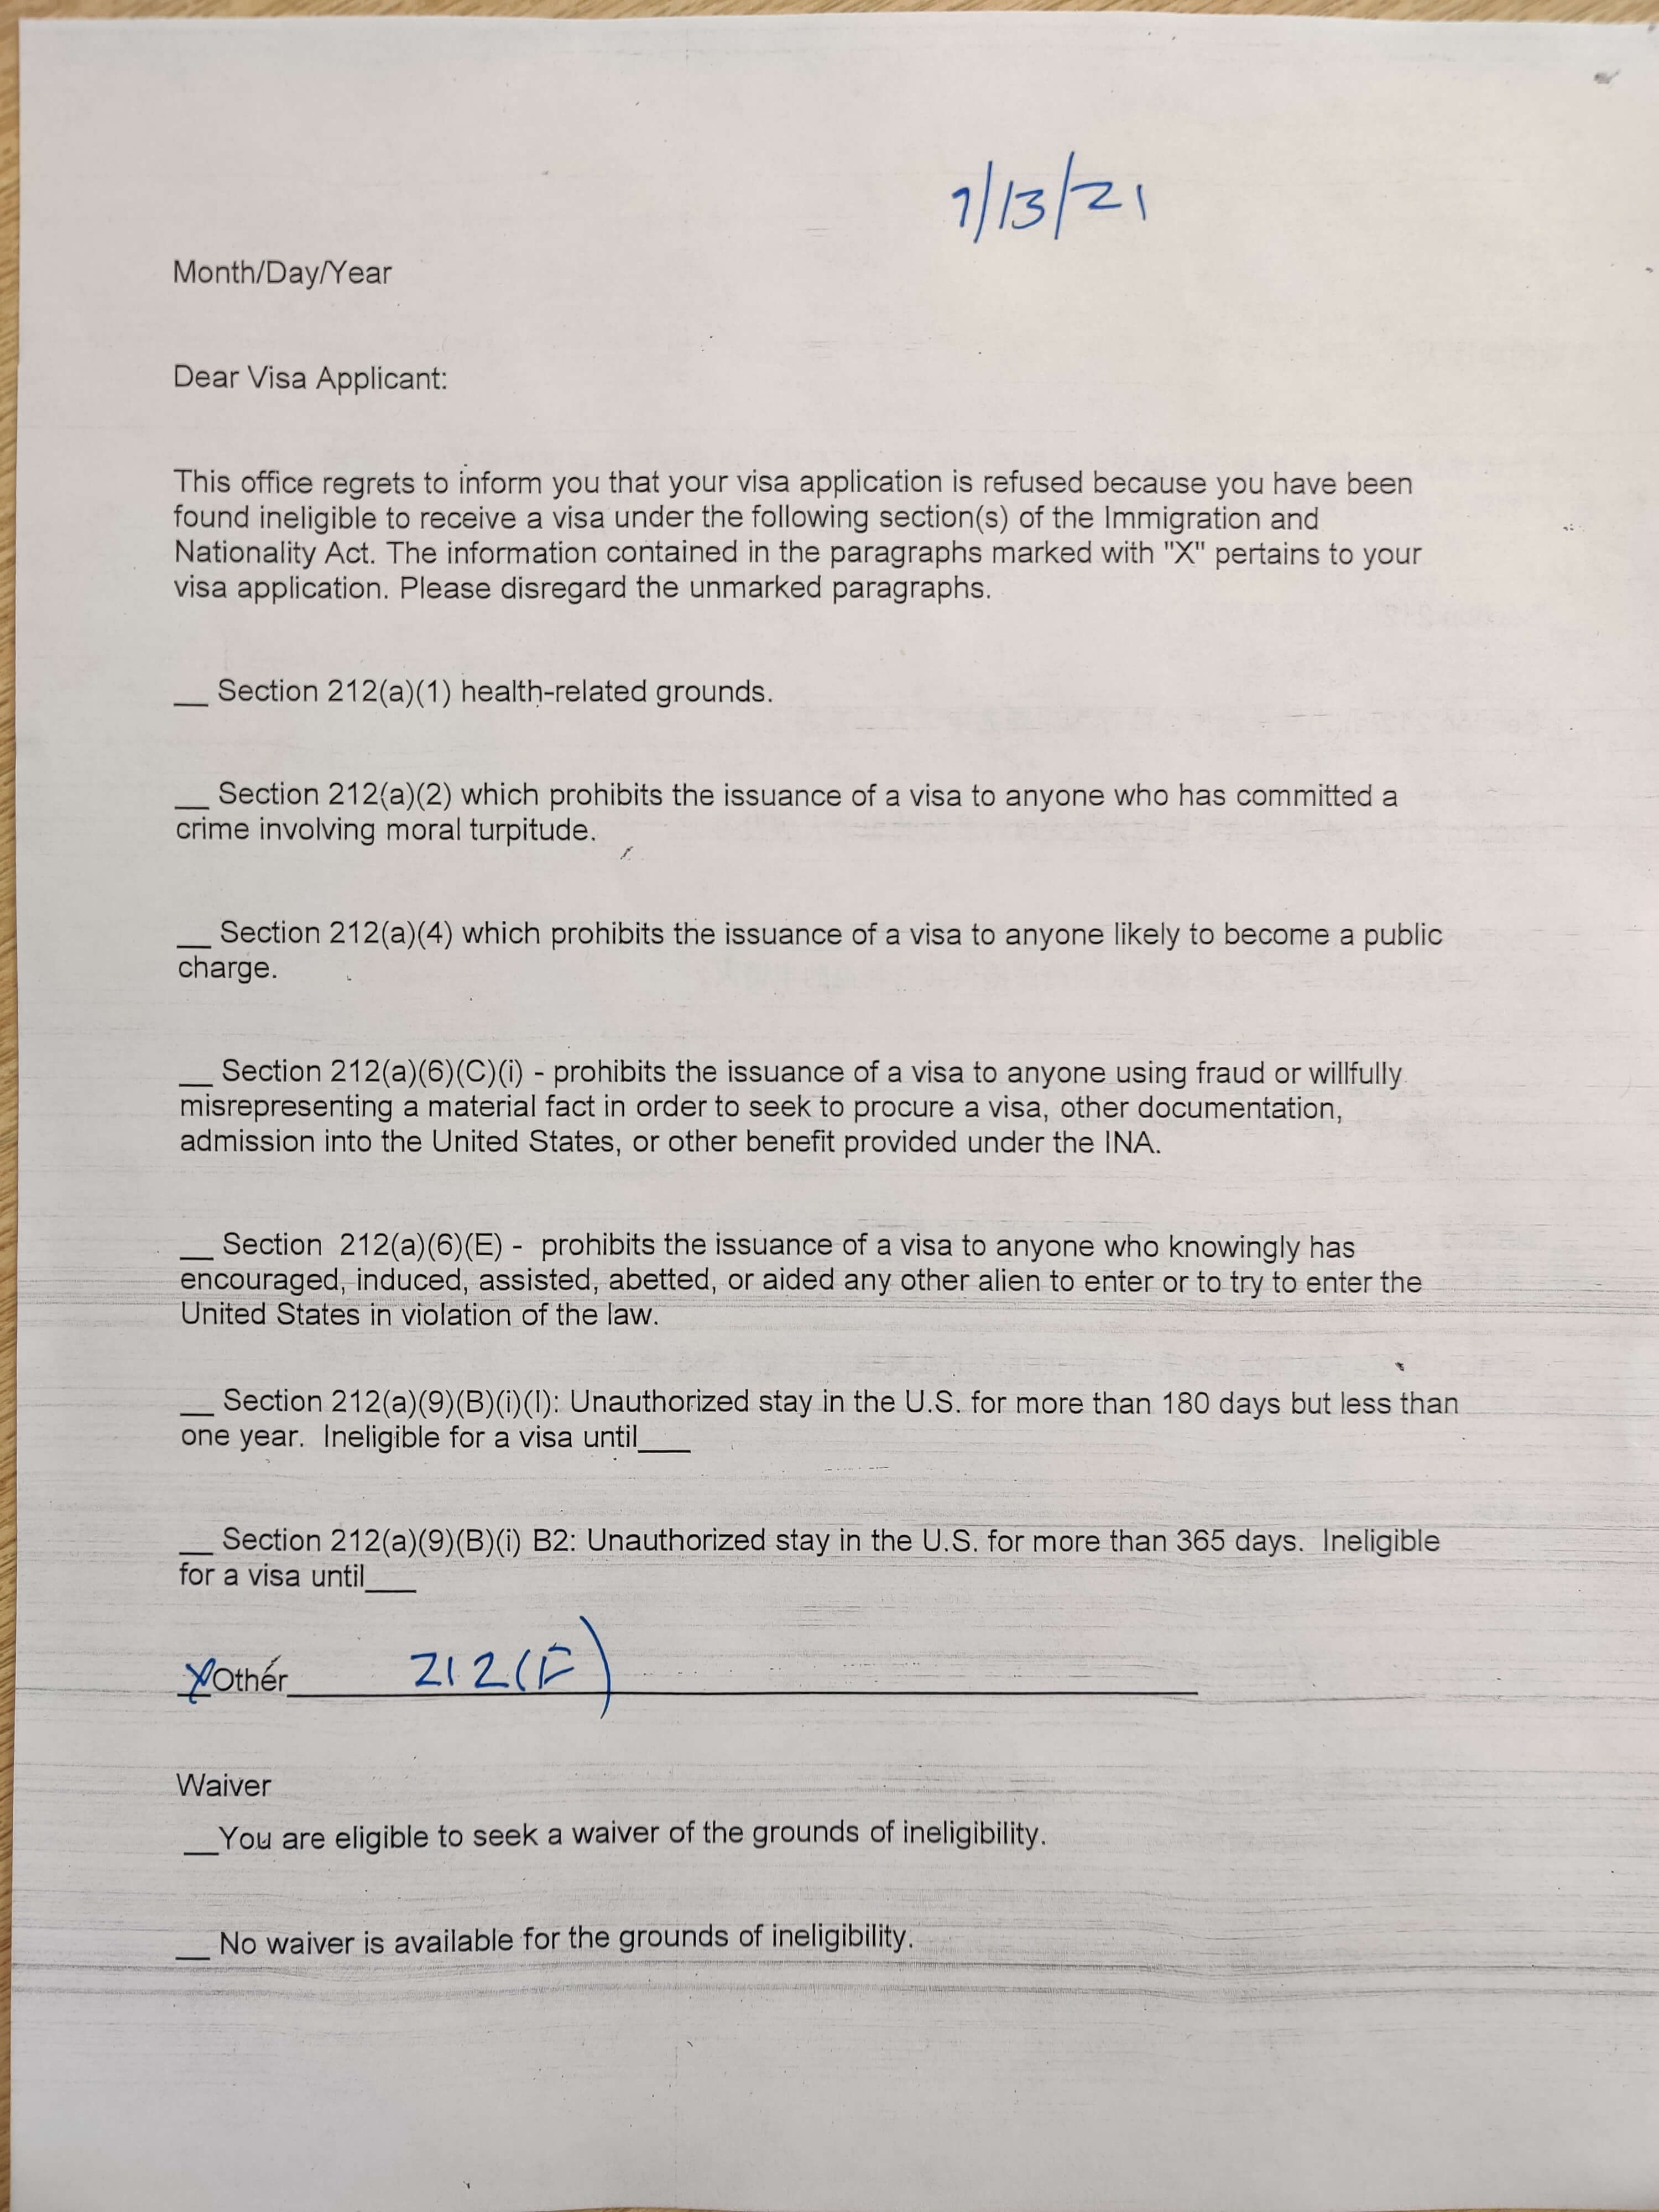 7/13/21
Month/Day/Year
Dear Visa Applicant:
This office regrets to inform you that your visa application is refused because you have been
found ineligible to receive a visa under the following section(s) of the Immigration and
Nationality Act. The information contained in the paragraphs marked with "X" pertains to your
visa application. Please disregard the unmarked paragraphs.
__ Section 212(a)(1) health-related grounds.
__ Section 212(a)(2) which prohibits the issuance of a visa to anyone who has committed a
crime involving moral turpitude.
__ Section 212(a)(4) which prohibits the issuance of a visa to anyone likely to become a public
charge.
__ Section 212(a)(6)(C)(i) - prohibits the issuance of a visa to anyone using fraud or willfully
misrepresenting a material fact in order to seek to procure a visa, other documentation,
admission into the United States, or other benefit provided under the INA.
__ Section 212(a)(6)(E) - prohibits the issuance of a visa to anyone who knowingly has
encouraged, induced, assisted, abetted, or aided any other alien to enter or to try to enter the
United States in violation of the law.
__ Section 212(a)(9)(B)(i)(I): Unauthorized stay in the U.S. for more than 180 days but less than
one year. Ineligible for a visa until___
__ Section 212(a)(9)(B)(i) B2: Unauthorized stay in the U.S. for more than 365 days. Ineligible
for a visa until___
X Other 212(F)
Waiver
__You are eligible to seek a waiver of the grounds of ineligibility.
__ No waiver is available for the grounds of ineligibility.